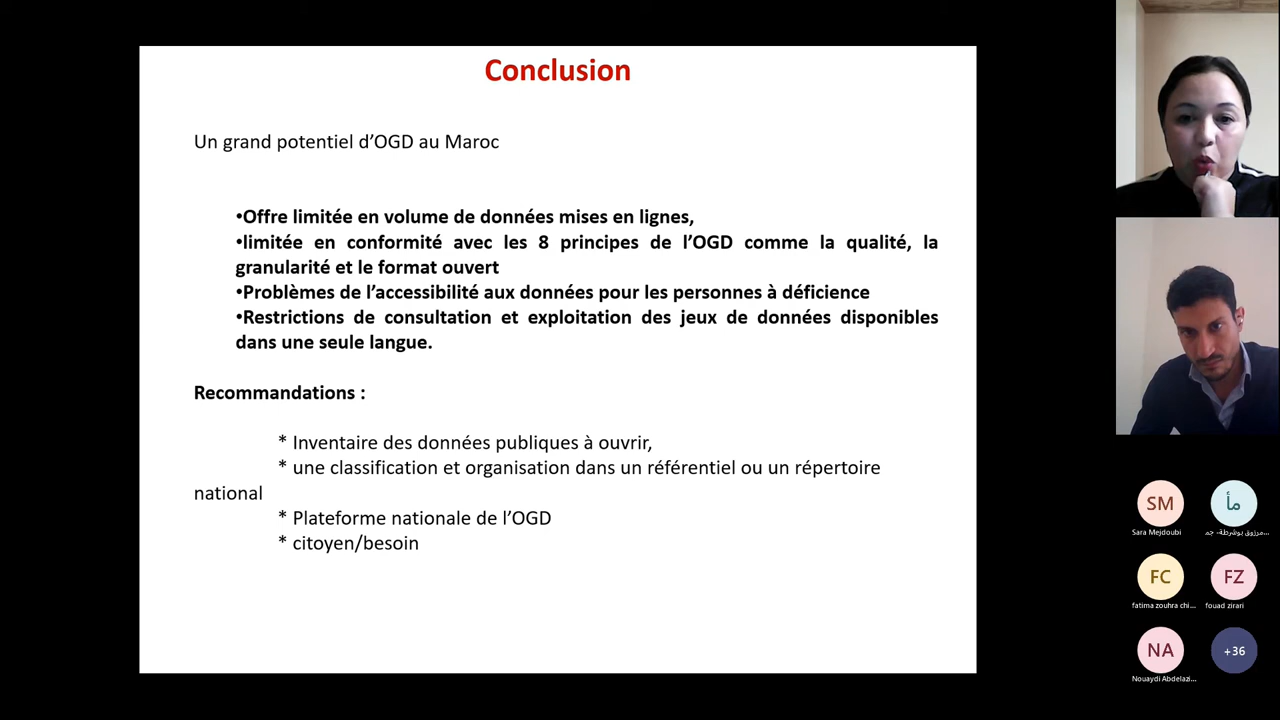 Conclusion
Un grand potentiel d’OGD au Maroc
•Offre limitée en volume de données mises en lignes,
•limitée en conformité avec les 8 principes de l’OGD comme la qualité, la
granularité et le format ouvert
•Problèmes de l’accessibilité aux données pour les personnes à déficience
•Restrictions de consultation et exploitation des jeux de données disponibles
dans une seule langue.
Recommandations :
* Inventaire des données publiques à ouvrir,
* une classification et organisation dans un référentiel ou un répertoire
national
* Plateforme nationale de l’OGD
* citoyen/besoin
SM
Sara Mejdoubi
مأ
مرزوق بوشرطة- جم...
FC
fatima zouhra chi...
FZ
fouad zirari
NA
Nouaydi Abdelazi...
+36